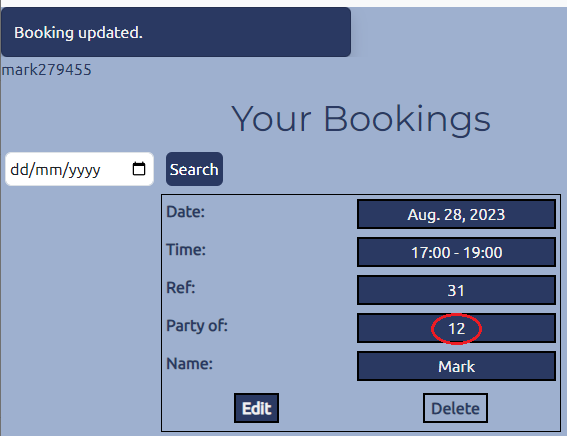 Booking updated.
mark279455
Your Bookings
dd/mm/yyyy Search
Date: Aug. 28, 2023
Time: 17:00 - 19:00
Ref: 31
Party of: 12
Name: Mark
Edit Delete